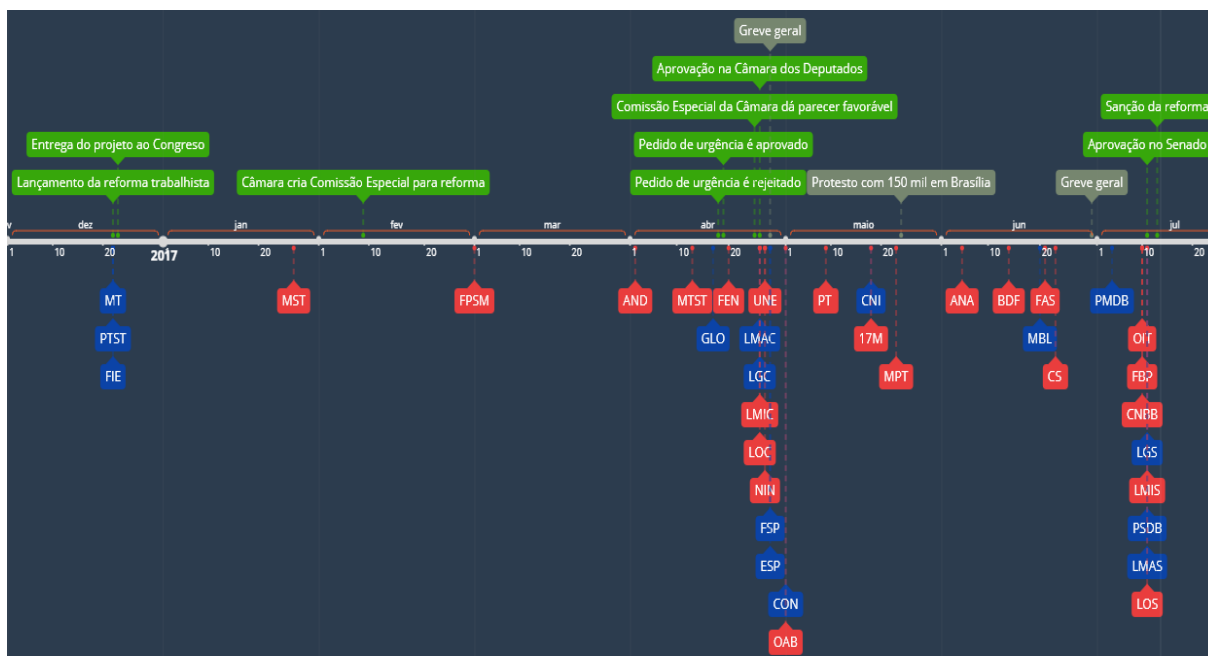 Greve geral
Aprovação na Câmara dos Deputados
Comissão Especial da Câmara dá parecer favorável
Sanção da reforma
Entrega do projeto ao Congreso
Pedido de urgência é aprovado
Aprovação no Senado
Lançamento da reforma trabalhista
Câmara cria Comissão Especial para reforma
Pedido de urgência é rejeitado
Protesto com 150 mil em Brasília
Greve geral
v dez jan fev mar abr maio jun jul
1 10 20 2017 10 20 1 10 20 1 10 20 1 10 20 1 10 20 1 10 20 1 10 20
MT MST FPSM AND MTST FEN UNE PT CNI ANA BDF FAS PMDB
PTST GLO LMAC 17M MBL OIT
FIE LGC MPT CS FBP
LMIC CNBB
LOC LGS
NIN LMIS
FSP PSDB
ESP LMAS
CON LOS
OAB